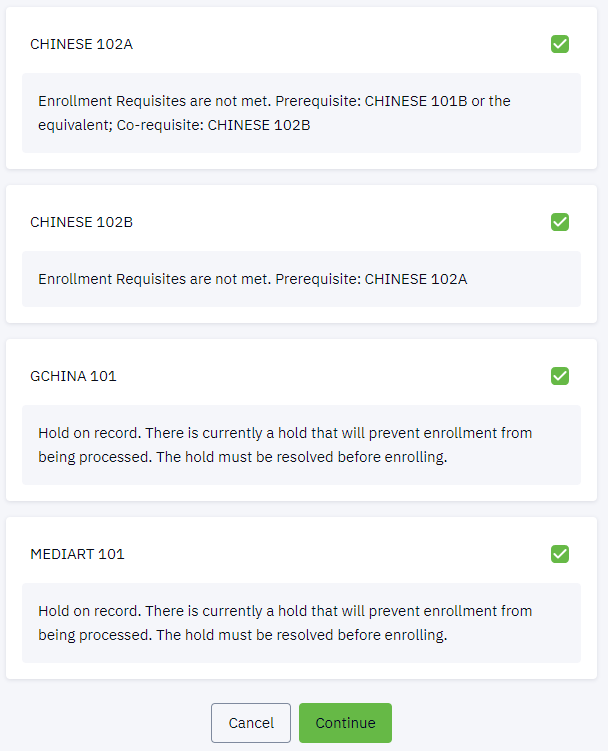 CHINESE 102A
Enrollment Requisites are not met. Prerequisite: CHINESE 101B or the
equivalent; Co-requisite: CHINESE 102B
CHINESE 102B
Enrollment Requisites are not met. Prerequisite: CHINESE 102A
GCHINA 101
Hold on record. There is currently a hold that will prevent enrollment from
being processed. The hold must be resolved before enrolling.
MEDIART 101
Hold on record. There is currently a hold that will prevent enrollment from
being processed. The hold must be resolved before enrolling.
Cancel
Continue